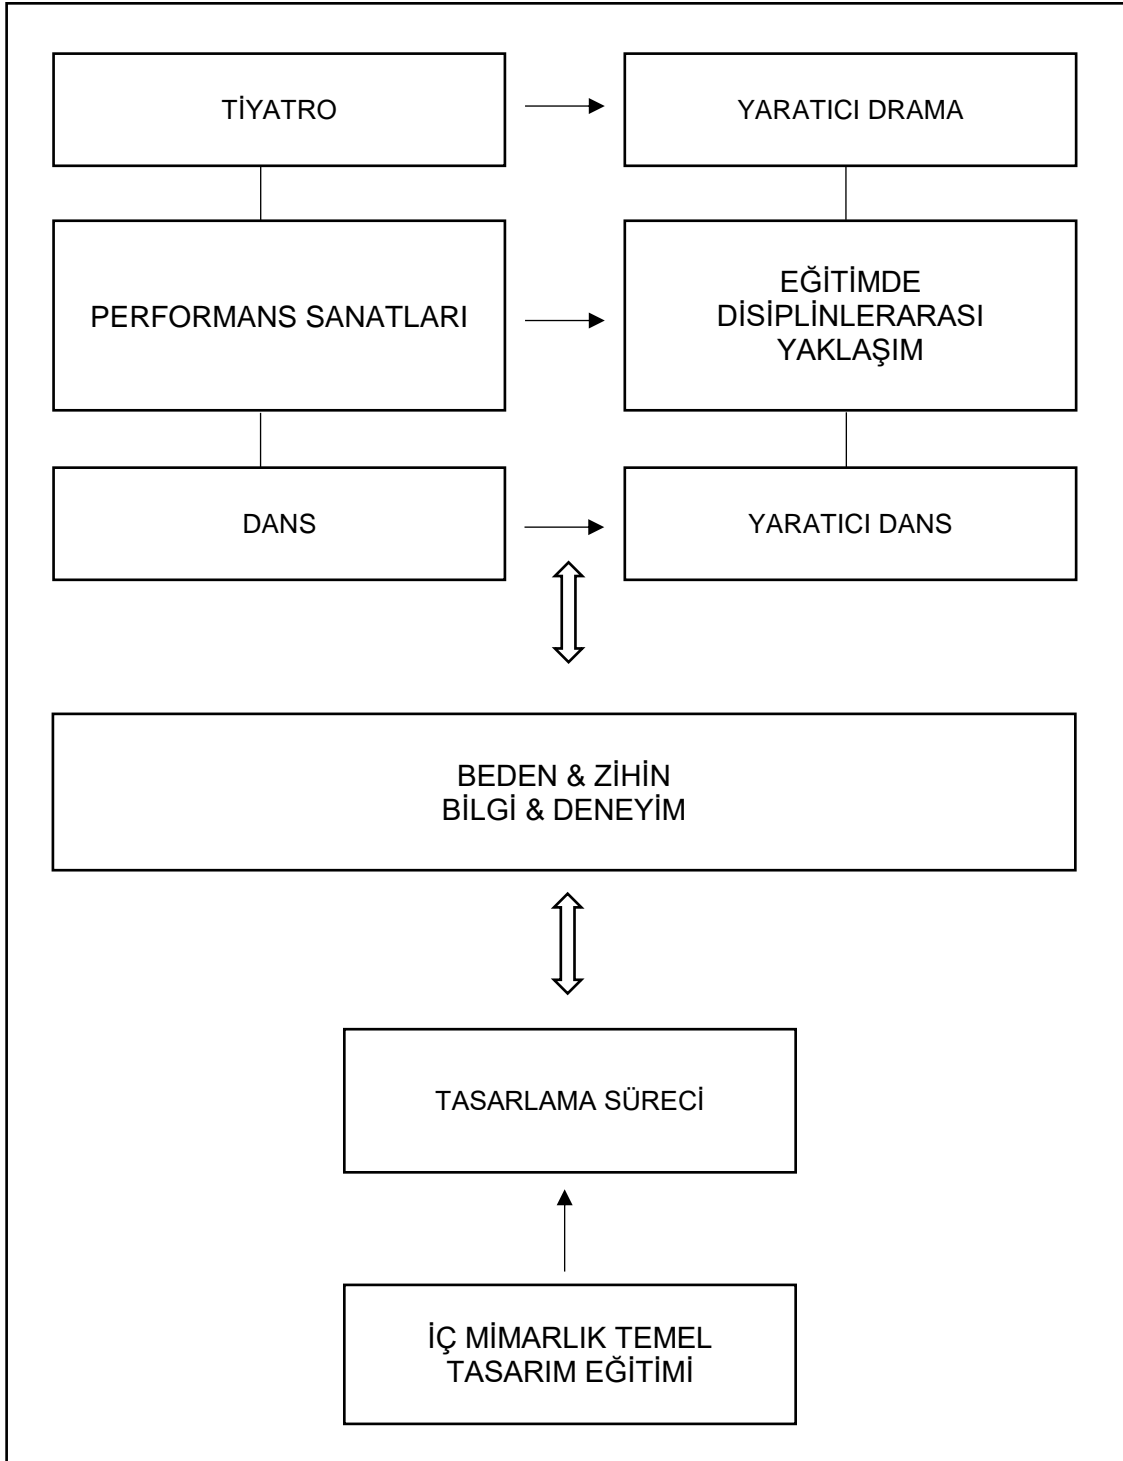 TİYATRO
YARATICI DRAMA
PERFORMANS SANATLARI
EĞİTİMDE
DİSİPLİNLERARASI
YAKLAŞIM
DANS
YARATICI DANS
BEDEN & ZİHİN
BİLGİ & DENEYİM
TASARLAMA SÜRECİ
İÇ MİMARLIK TEMEL
TASARIM EĞİTİMİ